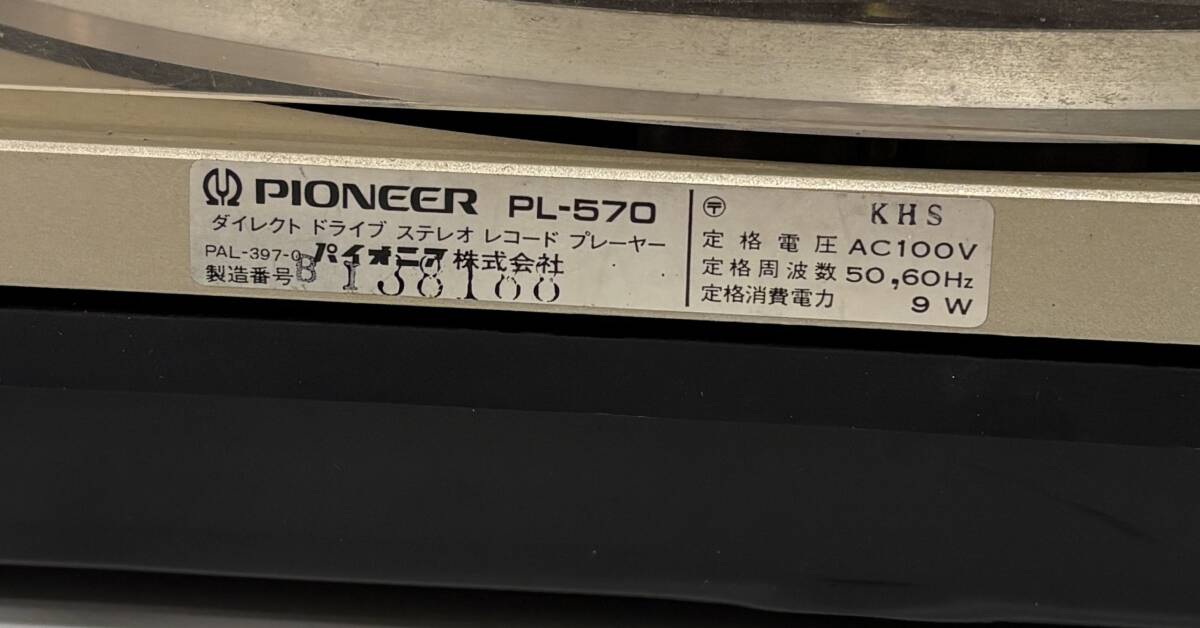 PIONEER PL-570
ダイレクト ドライブ ステレオ レコード プレーヤー
PAL-397-0 パイオニア株式会社
製造番号 B 138188
〒 KHS
定格電圧 AC100V
定格周波数 50,60Hz
定格消費電力 9 W